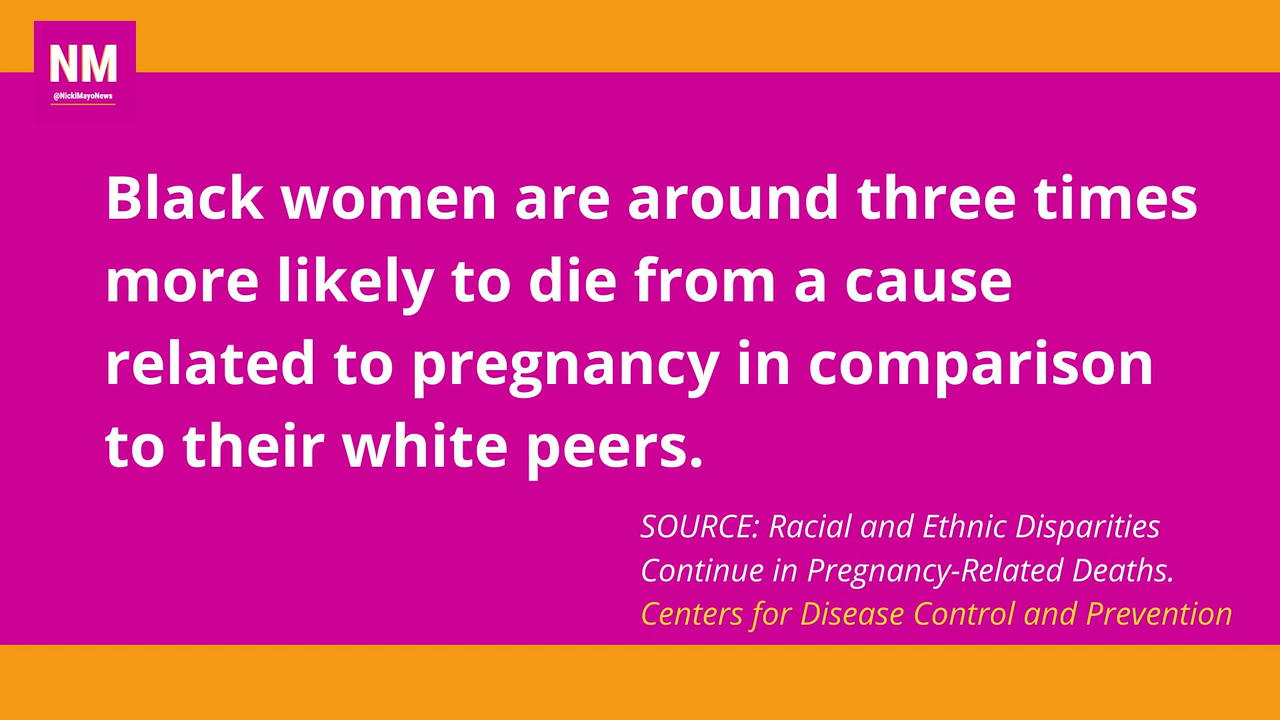 NM
@NickiMayoNews
Black women are around three times
more likely to die from a cause
related to pregnancy in comparison
to their white peers.
SOURCE: Racial and Ethnic Disparities
Continue in Pregnancy-Related Deaths.
Centers for Disease Control and Prevention